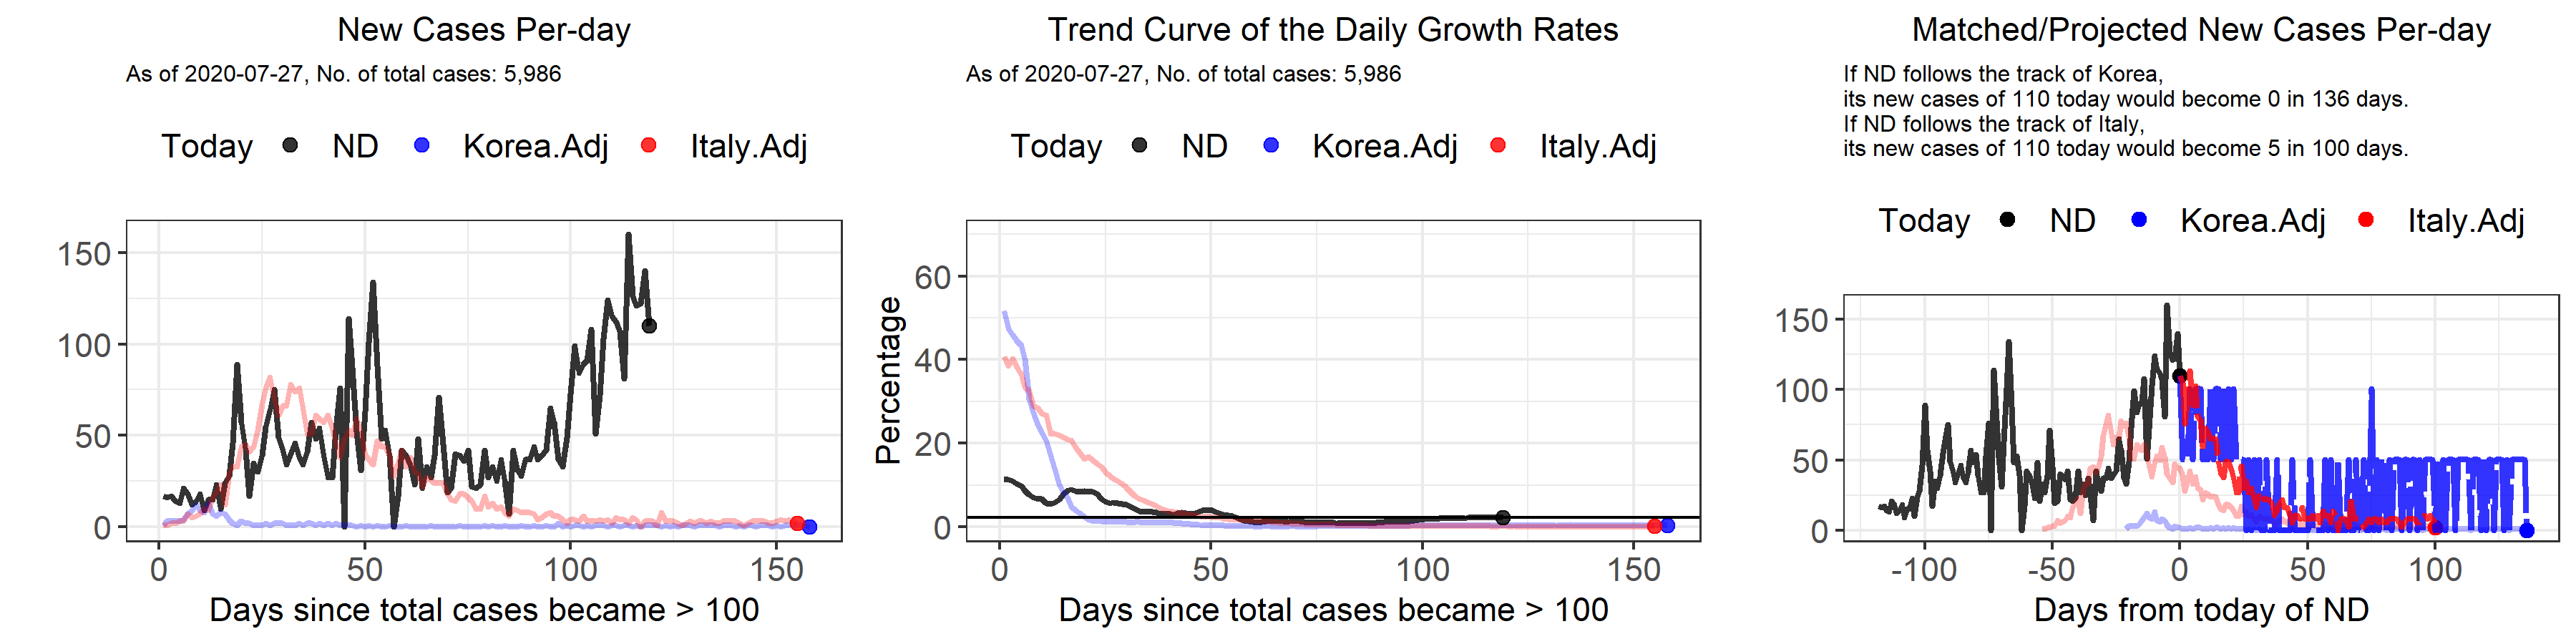 New Cases Per-day
As of 2020-07-27, No. of total cases: 5,986
Today ND Korea.Adj Italy.Adj
150
100
50
0
0 50 100 150
Days since total cases became > 100
Trend Curve of the Daily Growth Rates
As of 2020-07-27, No. of total cases: 5,986
Today ND Korea.Adj Italy.Adj
Percentage
60
40
20
0
0 50 100 150
Days since total cases became > 100
Matched/Projected New Cases Per-day
If ND follows the track of Korea,
its new cases of 110 today would become 0 in 136 days.
If ND follows the track of Italy,
its new cases of 110 today would become 5 in 100 days.
Today ND Korea.Adj Italy.Adj
150
100
50
0
-100 -50 0 50 100
Days from today of ND